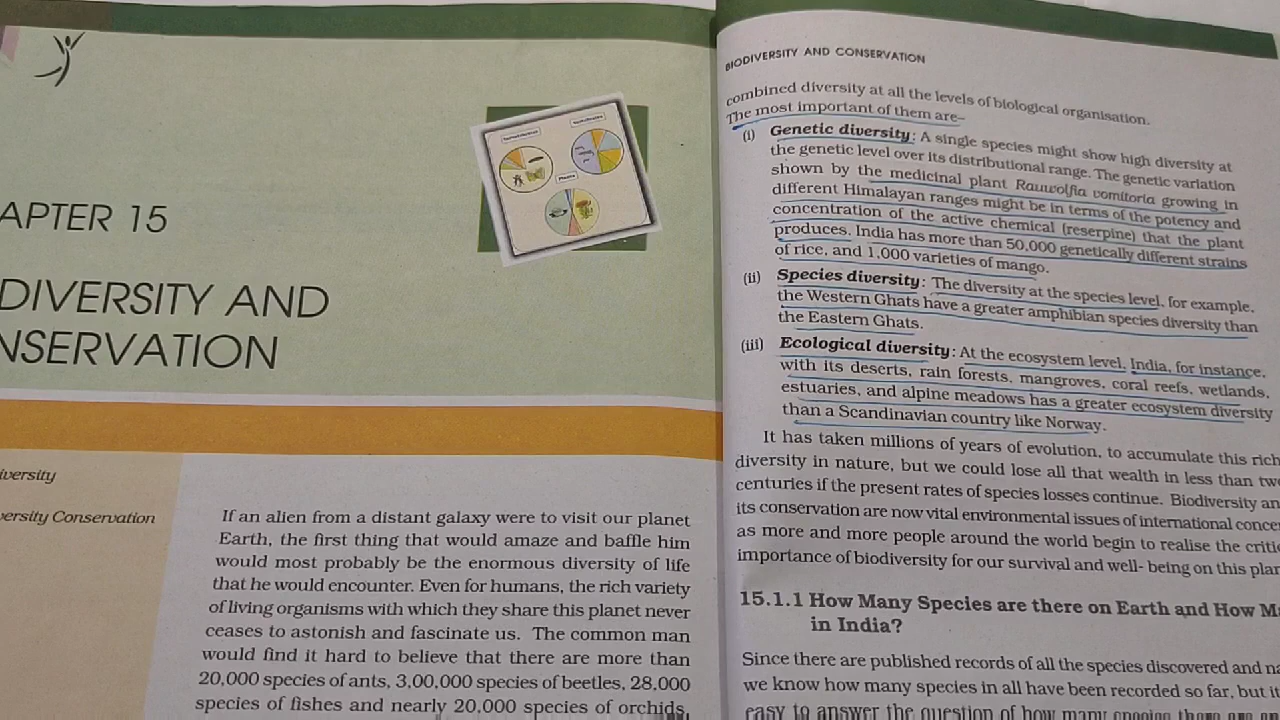 APTER 15
DIVERSITY AND
NSERVATION
iversity
versity Conservation
If an alien from a distant galaxy were to visit our planet
Earth, the first thing that would amaze and baffle him
would most probably be the enormous diversity of life
that he would encounter. Even for humans, the rich variety
of living organisms with which they share this planet never
ceases to astonish and fascinate us. The common man
would find it hard to believe that there are more than
20,000 species of ants, 3,00,000 species of beetles, 28,000
species of fishes and nearly 20,000 species of orchids.
BIODIVERSITY AND CONSERVATION
combined diversity at all the levels of biological organisation.
The most important of them are–
(i) Genetic diversity: A single species might show high diversity at
the genetic level over its distributional range. The genetic variation
shown by the medicinal plant Rauwolfia vomitoria growing in
different Himalayan ranges might be in terms of the potency and
concentration of the active chemical (reserpine) that the plant
produces. India has more than 50,000 genetically different strains
of rice, and 1,000 varieties of mango.
(ii) Species diversity: The diversity at the species level, for example,
the Western Ghats have a greater amphibian species diversity than
the Eastern Ghats.
(iii) Ecological diversity: At the ecosystem level, India, for instance,
with its deserts, rain forests, mangroves, coral reefs, wetlands,
estuaries, and alpine meadows has a greater ecosystem diversity
than a Scandinavian country like Norway.
It has taken millions of years of evolution, to accumulate this rich
diversity in nature, but we could lose all that wealth in less than tw
centuries if the present rates of species losses continue. Biodiversity an
its conservation are now vital environmental issues of international conce
as more and more people around the world begin to realise the criti
importance of biodiversity for our survival and well- being on this plan
15.1.1 How Many Species are there on Earth and How M
in India?
Since there are published records of all the species discovered and na
we know how many species in all have been recorded so far, but it
easy to answer the question of how many